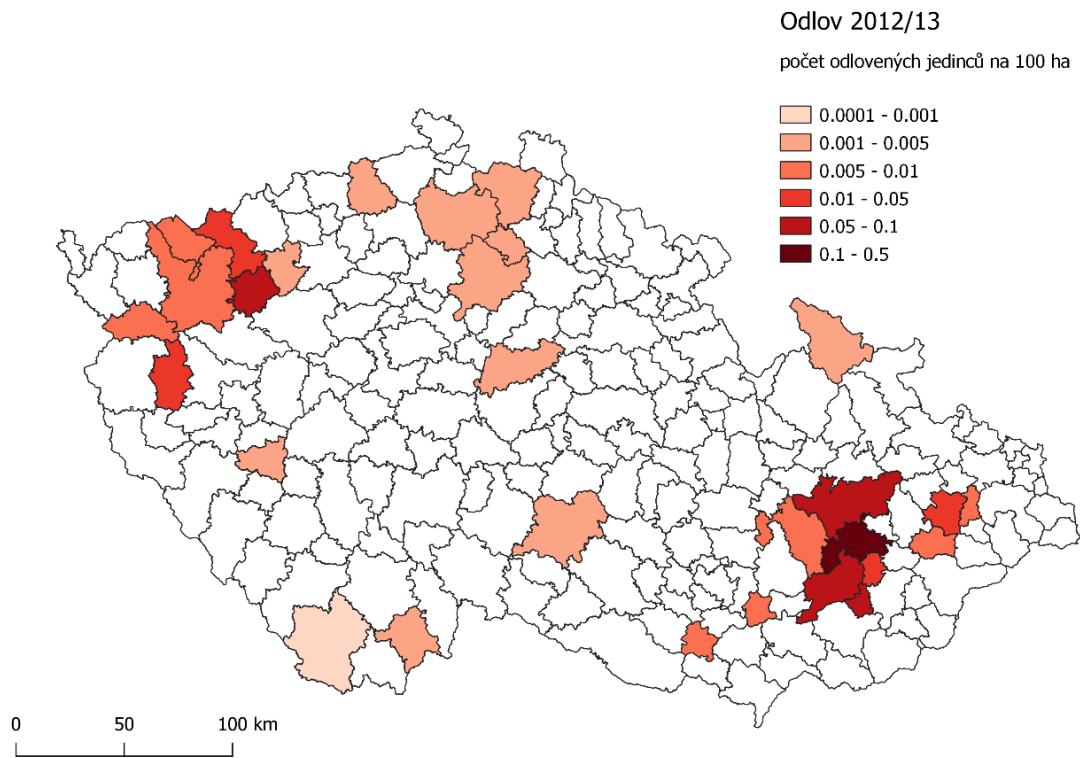 Odlov 2012/13
počet odlovených jedinců na 100 ha
0.0001 - 0.001
0.001 - 0.005
0.005 - 0.01
0.01 - 0.05
0.05 - 0.1
0.1 - 0.5
0 50 100 km